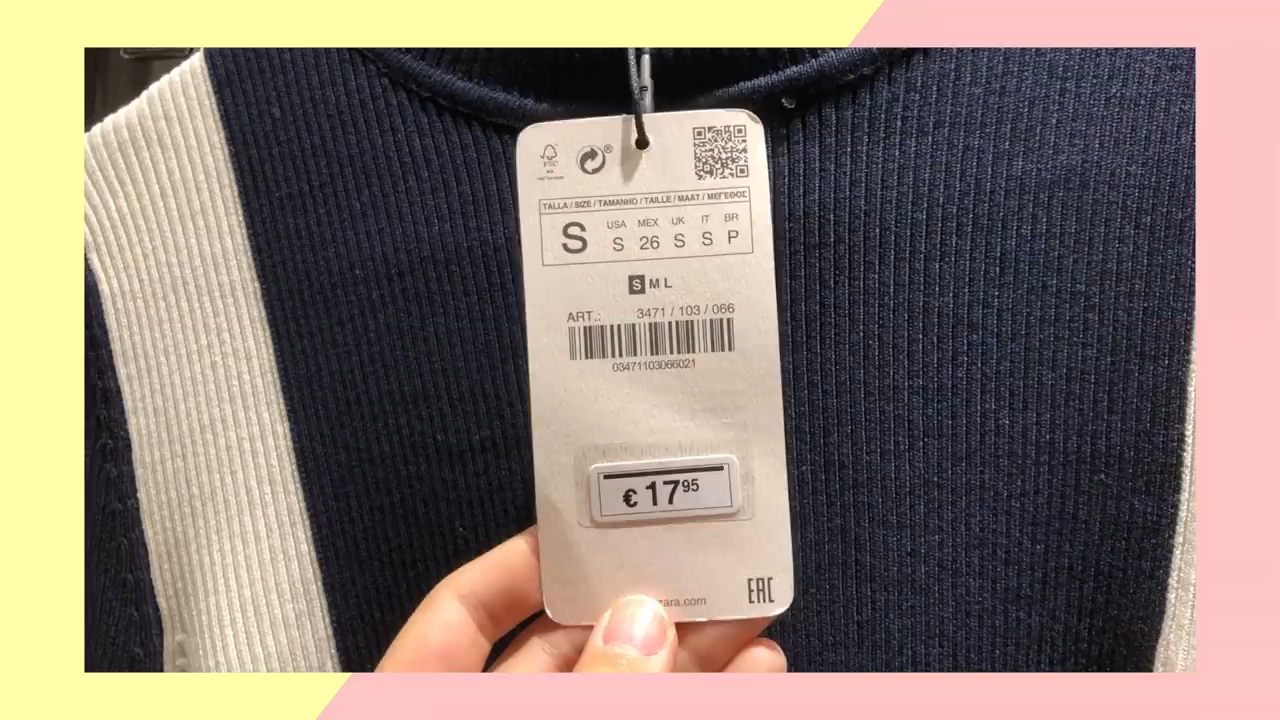 FSC
®
TALLA / SIZE / TAMANHO / TAILLE / MAAT / ΜΕΓΕΘΟΣ
S
USA MEX UK IT BR
S 26 S S P
S M L
ART.: 3471 / 103 / 066
03471103066021
€ 17 95
zara.com
EAC